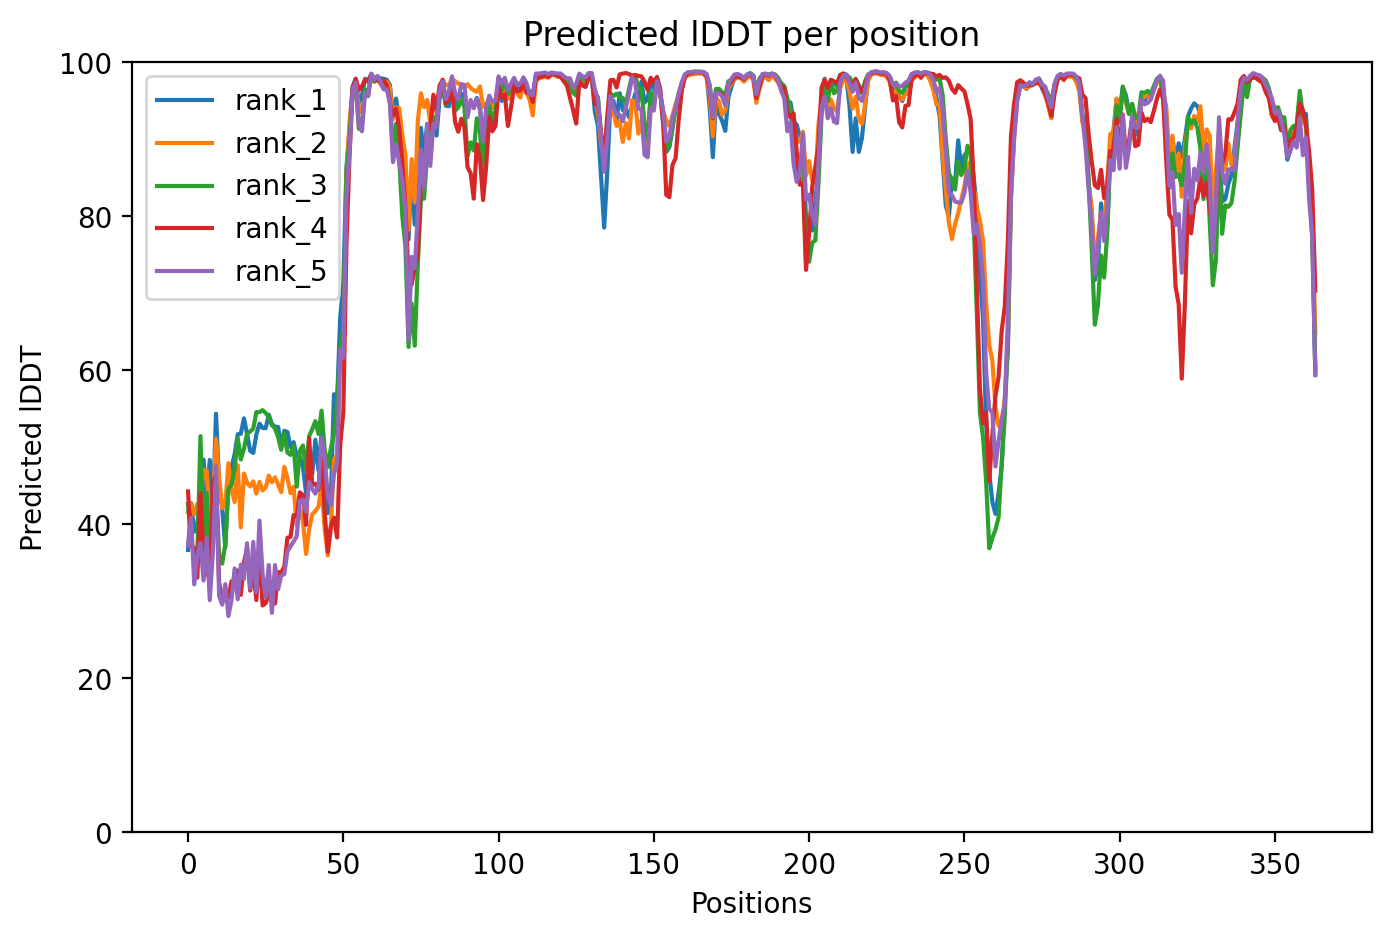 Predicted lDDT per position
100
80
60
40
20
0
Predicted lDDT
rank_1
rank_2
rank_3
rank_4
rank_5
0 50 100 150 200 250 300 350
Positions